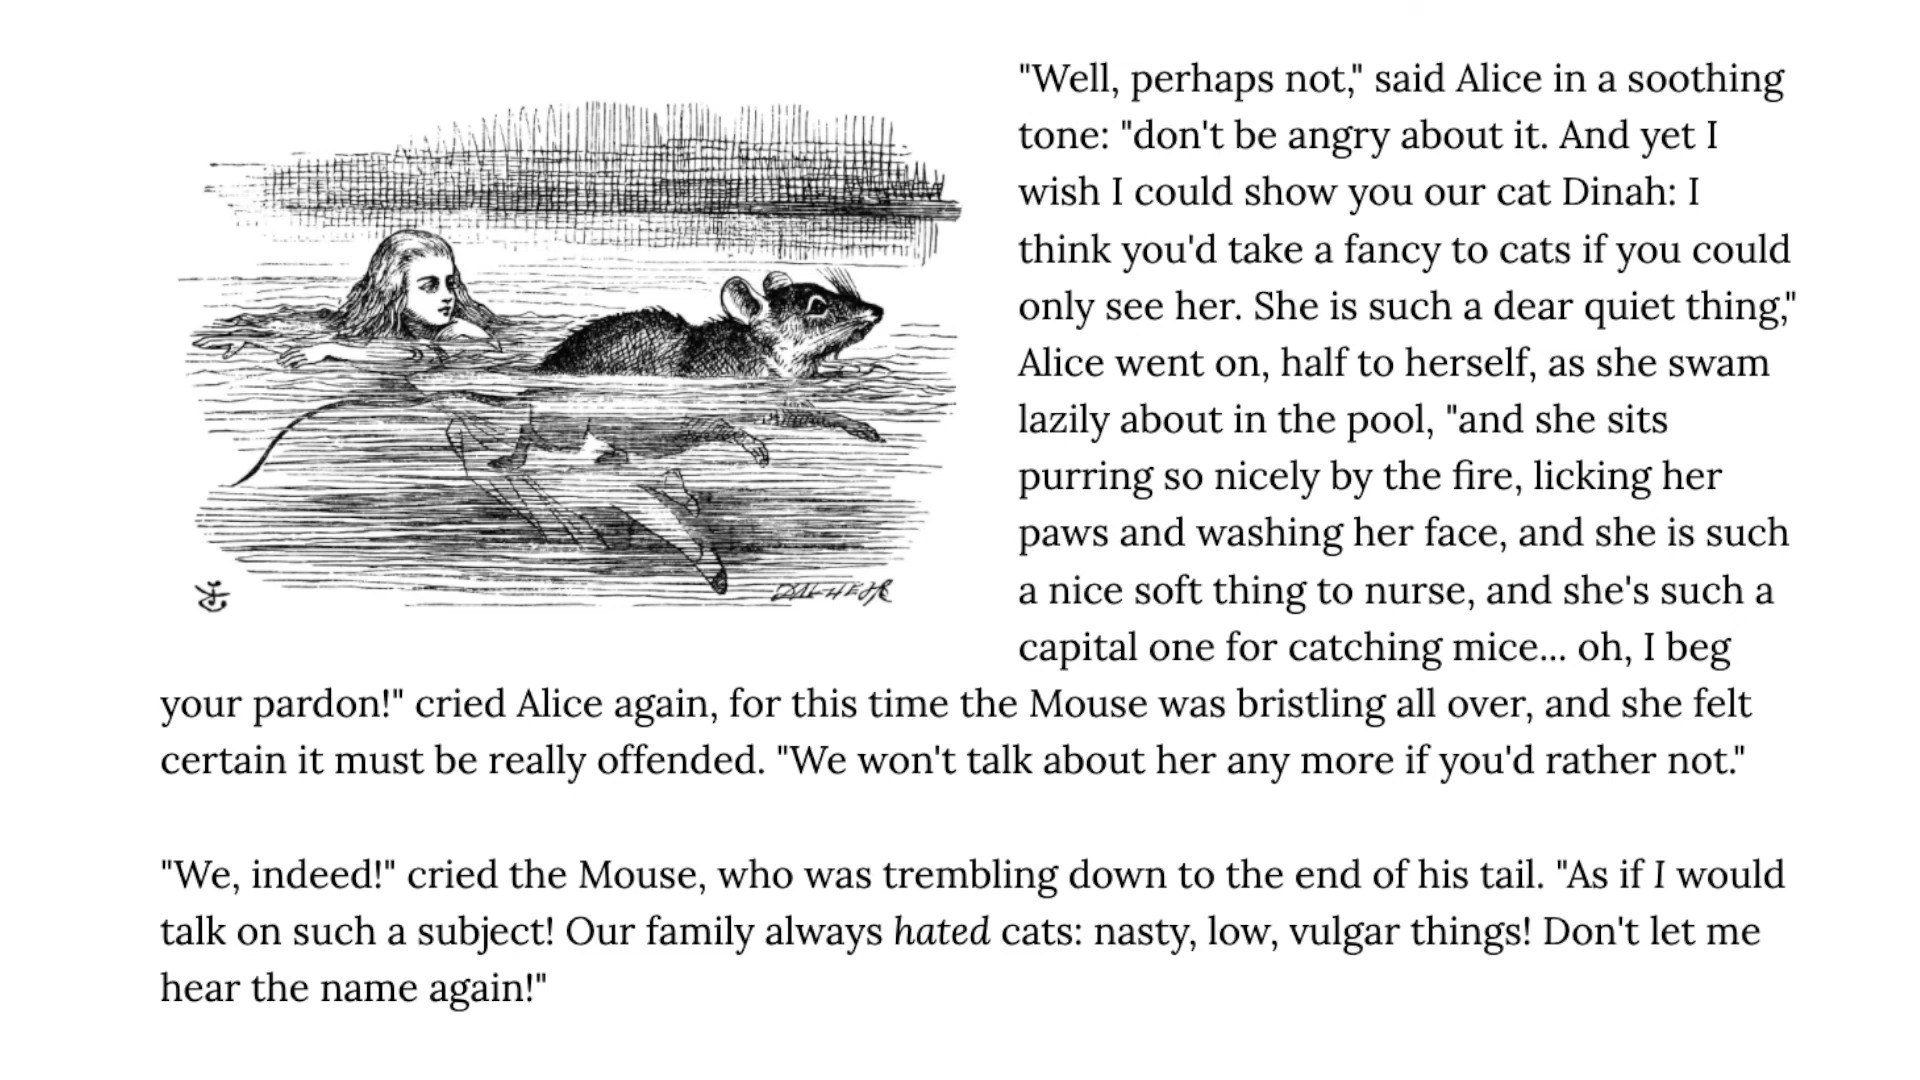 "Well, perhaps not," said Alice in a soothing
tone: "don't be angry about it. And yet I
wish I could show you our cat Dinah: I
think you'd take a fancy to cats if you could
only see her. She is such a dear quiet thing,"
Alice went on, half to herself, as she swam
lazily about in the pool, "and she sits
purring so nicely by the fire, licking her
paws and washing her face, and she is such
a nice soft thing to nurse, and she's such a
capital one for catching mice... oh, I beg
your pardon!" cried Alice again, for this time the Mouse was bristling all over, and she felt
certain it must be really offended. "We won't talk about her any more if you'd rather not."
"We, indeed!" cried the Mouse, who was trembling down to the end of his tail. "As if I would
talk on such a subject! Our family always hated cats: nasty, low, vulgar things! Don't let me
hear the name again!"